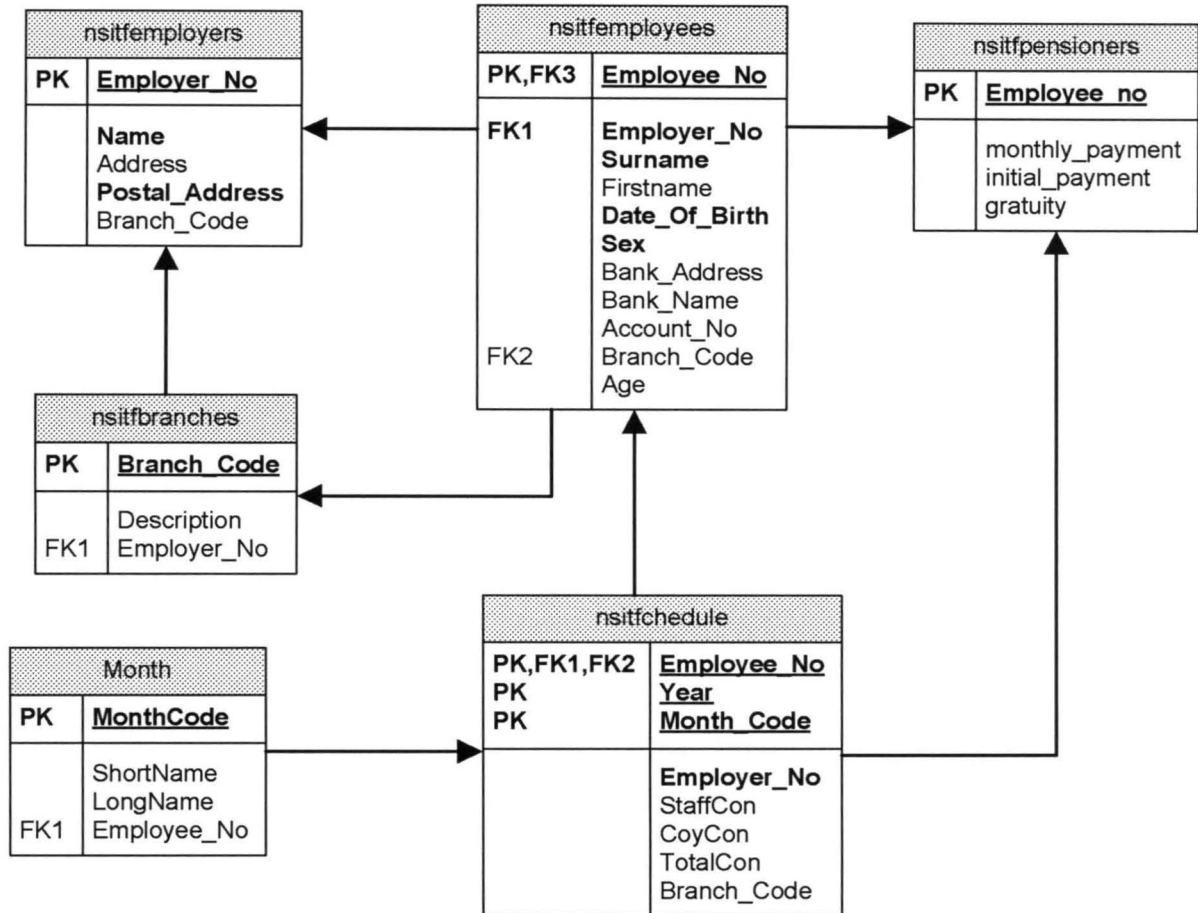 nsitfemployers
PK Employer_No
Name
Address
Postal_Address
Branch_Code
nsitfemployees
PK,FK3 Employee_No
FK1 Employer_No
Surname
Firstname
Date_Of_Birth
Sex
Bank_Address
Bank_Name
Account_No
FK2 Branch_Code
Age
nsitfpensioners
PK Employee_no
monthly_payment
initial_payment
gratuity
nsitfbranches
PK Branch_Code
Description
FK1 Employer_No
Month
PK MonthCode
ShortName
LongName
FK1 Employee_No
nsitfchedule
PK,FK1,FK2 Employee_No
PK Year
PK Month_Code
Employer_No
StaffCon
CoyCon
TotalCon
Branch_Code